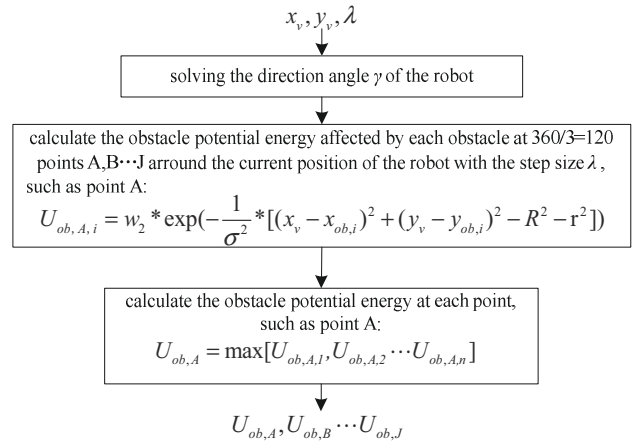 x_v, y_v, λ
solving the direction angle γ of the robot
calculate the obstacle potential energy affected by each obstacle at 360/3=120
points A,B⋯J arround the current position of the robot with the step size λ ,
such as point A:
U_{ob, A, i} = w_2 * exp(-\frac{1}{σ^2} * [(x_v - x_{ob,i})^2 + (y_v - y_{ob,i})^2 - R^2 - r^2])
calculate the obstacle potential energy at each point,
such as point A:
U_{ob,A} = max[U_{ob,A,1}, U_{ob,A,2} ⋯U_{ob,A,n}]
U_{ob,A}, U_{ob,B} ⋯U_{ob,J}